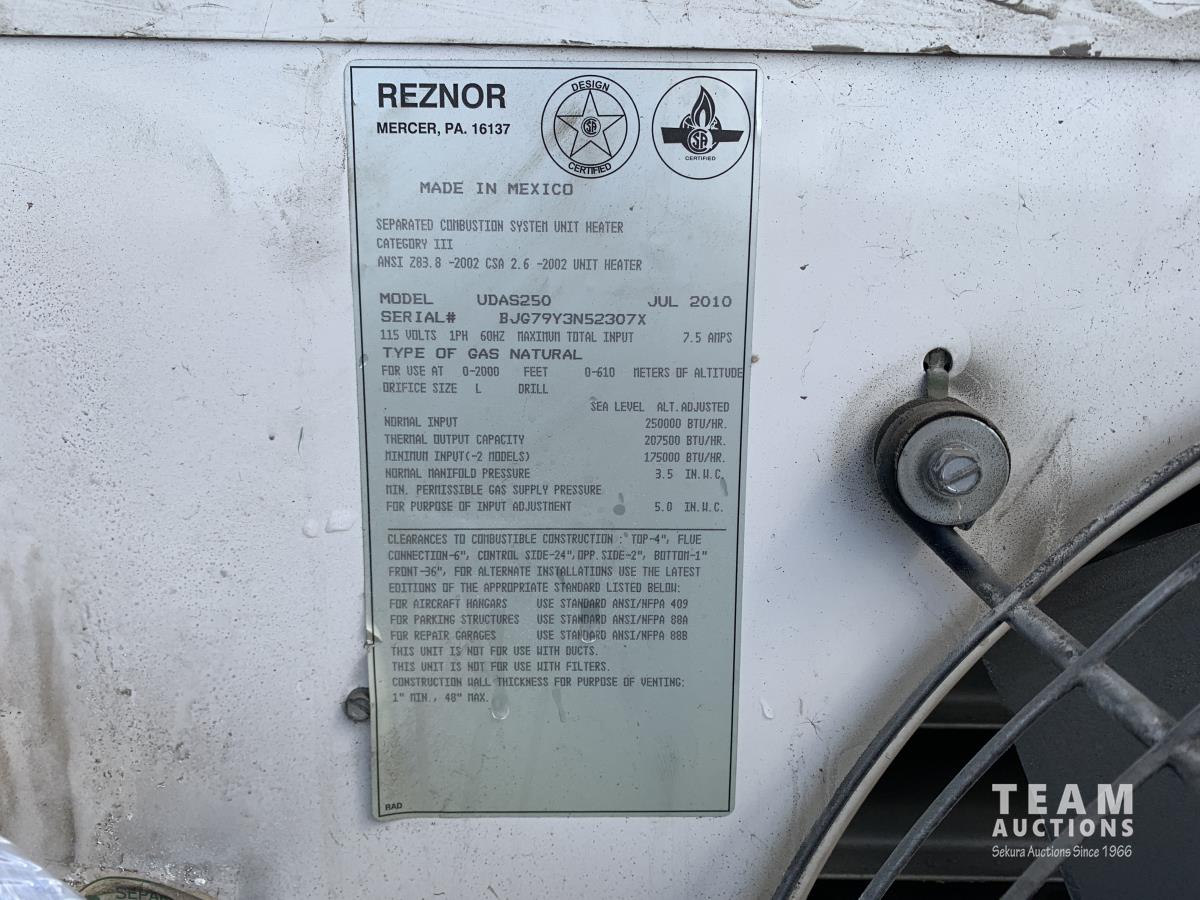 REZNOR
MERCER, PA. 16137
DESIGN
CERTIFIED
CERTIFIED
MADE IN MEXICO
SEPARATED COMBUSTION SYSTEM UNIT HEATER
CATEGORY III
ANSI Z83.8 -2002 CSA 2.6 -2002 UNIT HEATER
MODEL UDAS250 JUL 2010
SERIAL# BJG79Y3N52307X
115 VOLTS 1PH 60HZ MAXIMUM TOTAL INPUT 7.5 AMPS
TYPE OF GAS NATURAL
FOR USE AT 0-2000 FEET 0-610 METERS OF ALTITUDE
ORIFICE SIZE L DRILL
SEA LEVEL ALT.ADJUSTED
NORMAL INPUT 250000 BTU/HR.
THERMAL OUTPUT CAPACITY 207500 BTU/HR.
MINIMUM INPUT(-2 MODELS) 175000 BTU/HR.
NORMAL MANIFOLD PRESSURE 3.5 IN.W.C.
MIN. PERMISSIBLE GAS SUPPLY PRESSURE
FOR PURPOSE OF INPUT ADJUSTMENT 5.0 IN.W.C.
CLEARANCES TO COMBUSTIBLE CONSTRUCTION : TOP-4", FLUE
CONNECTION-6", CONTROL SIDE-24",OPP.SIDE-2", BOTTOM-1"
FRONT-36", FOR ALTERNATE INSTALLATIONS USE THE LATEST
EDITIONS OF THE APPROPRIATE STANDARD LISTED BELOW:
FOR AIRCRAFT HANGARS USE STANDARD ANSI/NFPA 409
FOR PARKING STRUCTURES USE STANDARD ANSI/NFPA 88A
FOR REPAIR GARAGES USE STANDARD ANSI/NFPA 88B
THIS UNIT IS NOT FOR USE WITH DUCTS.
THIS UNIT IS NOT FOR USE WITH FILTERS.
CONSTRUCTION WALL THICKNESS FOR PURPOSE OF VENTING:
1" MIN., 48" MAX.
RAD
TEAM
AUCTIONS
Sekura Auctions Since 1966